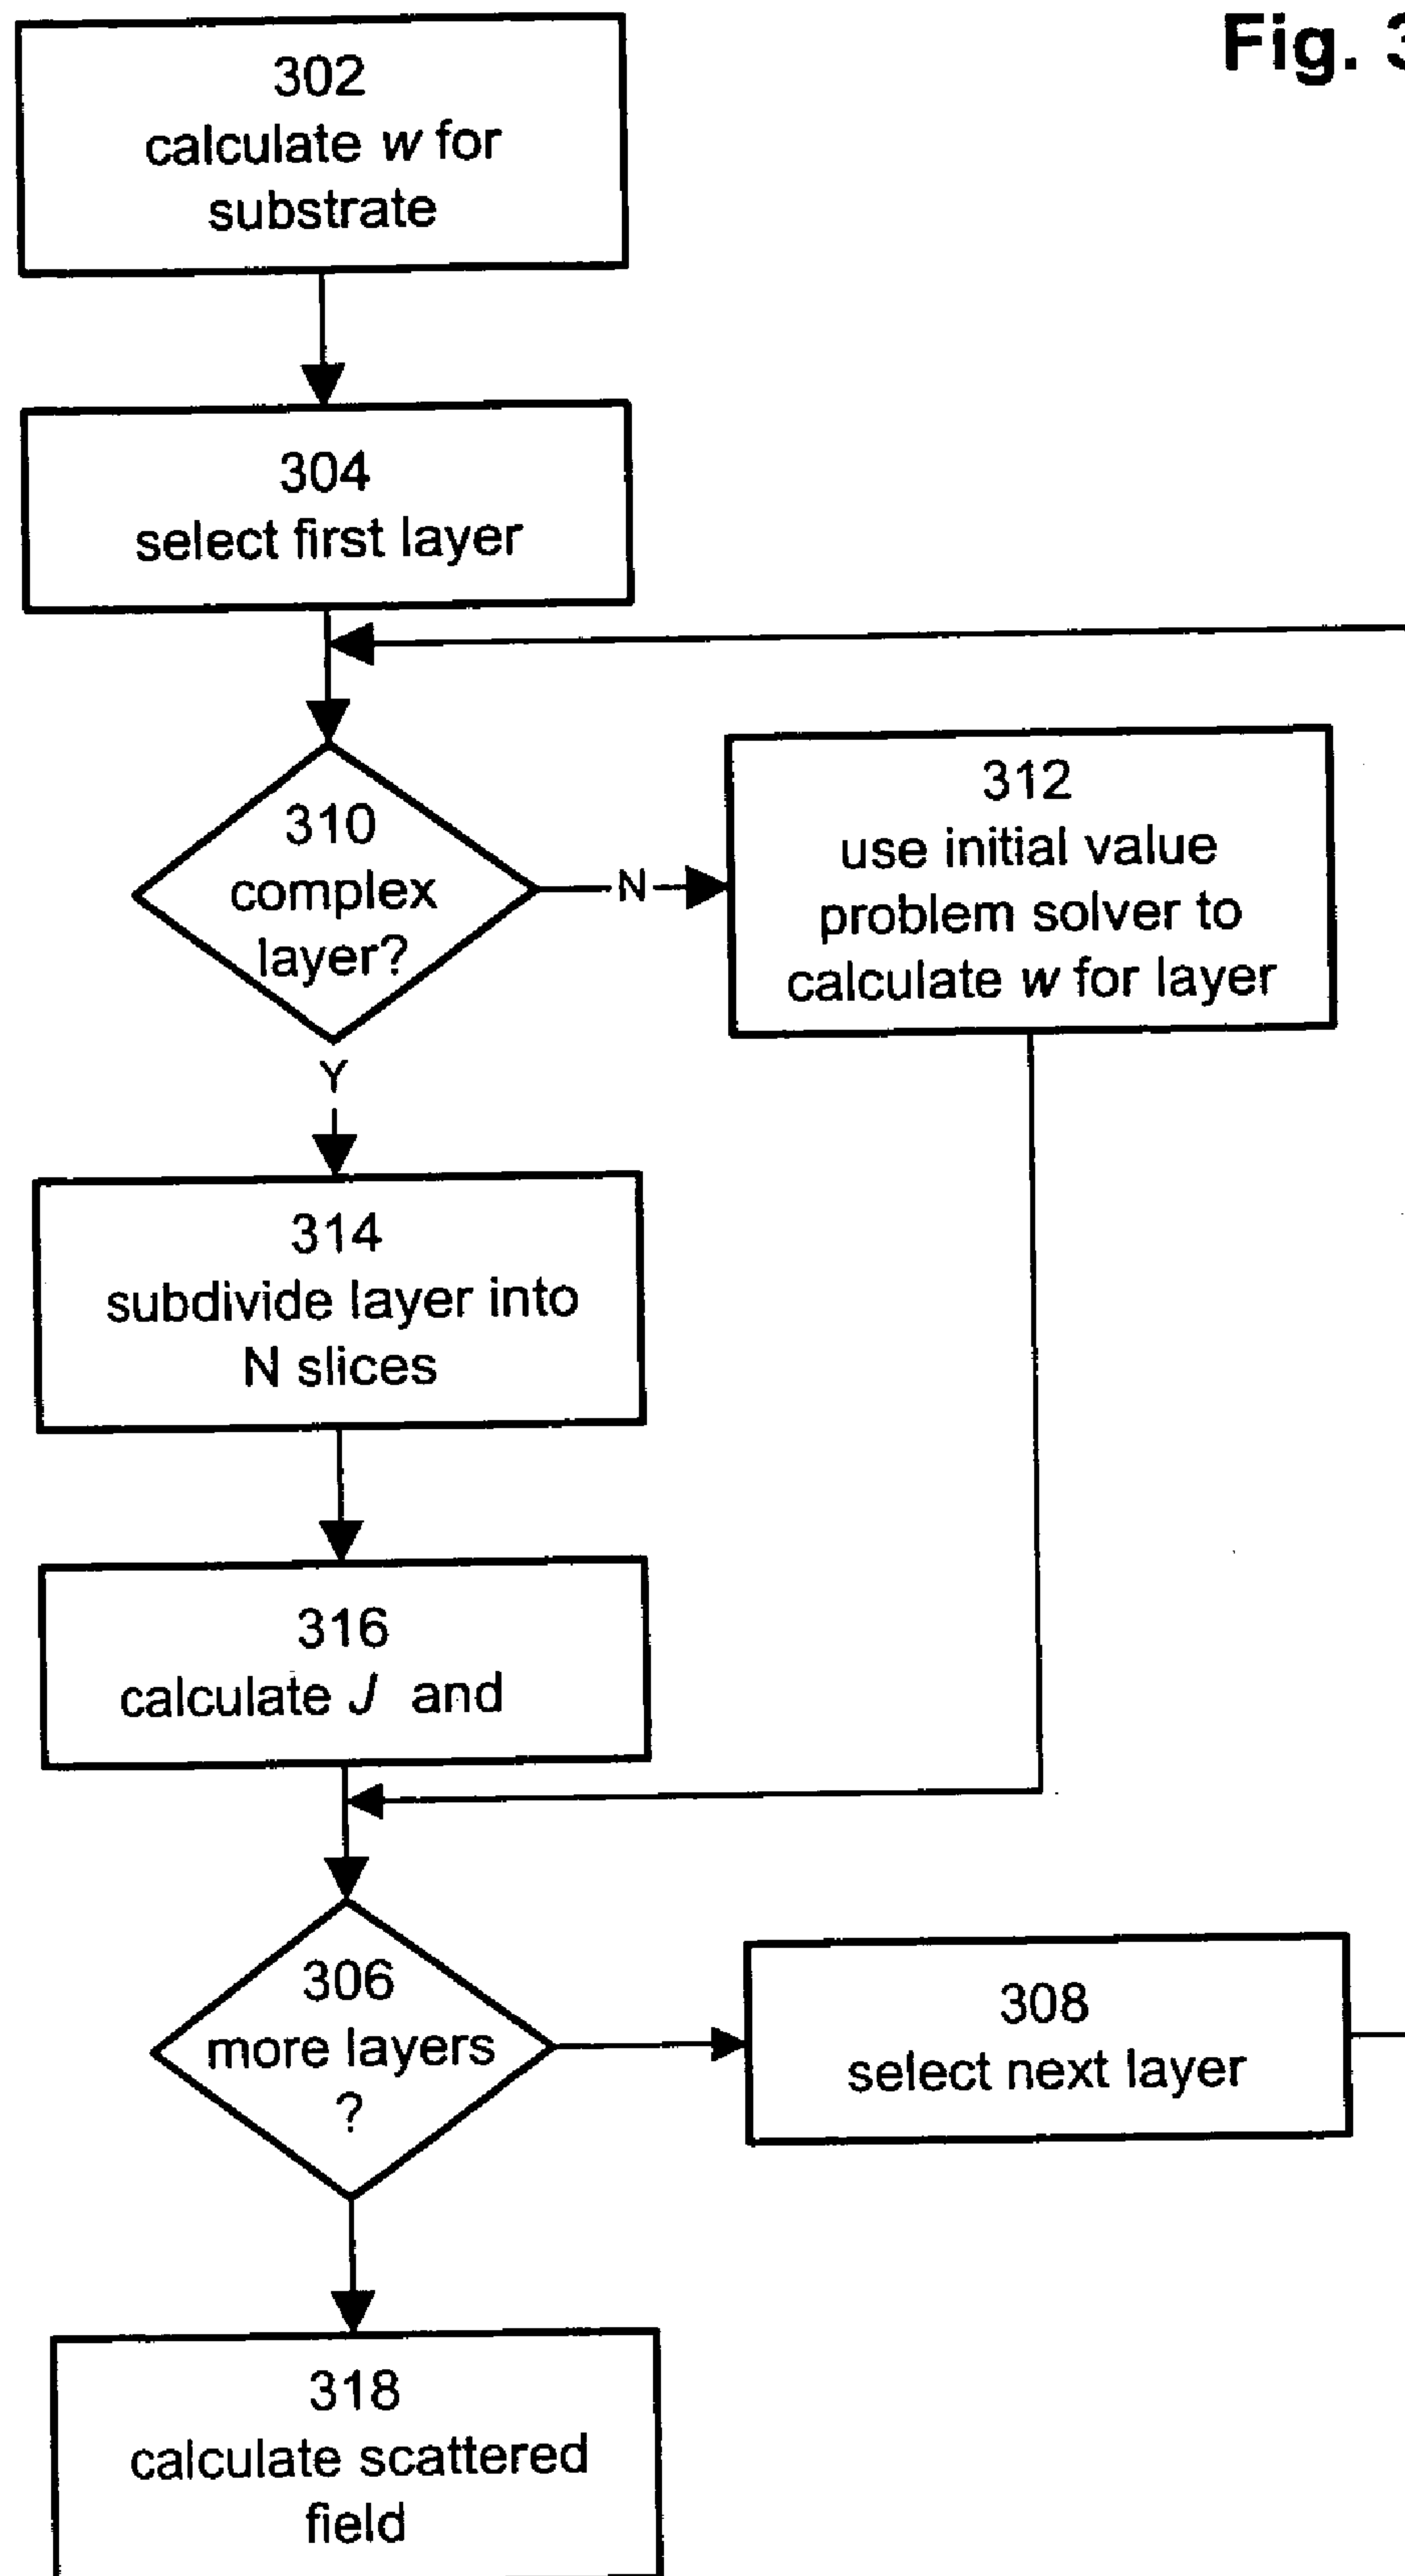 Fig. 3
302
calculate w for
substrate
304
select first layer
310
complex
layer?
N
312
use initial value
problem solver to
calculate w for layer
Y
314
subdivide layer into
N slices
316
calculate J and
306
more layers
?
308
select next layer
318
calculate scattered
field